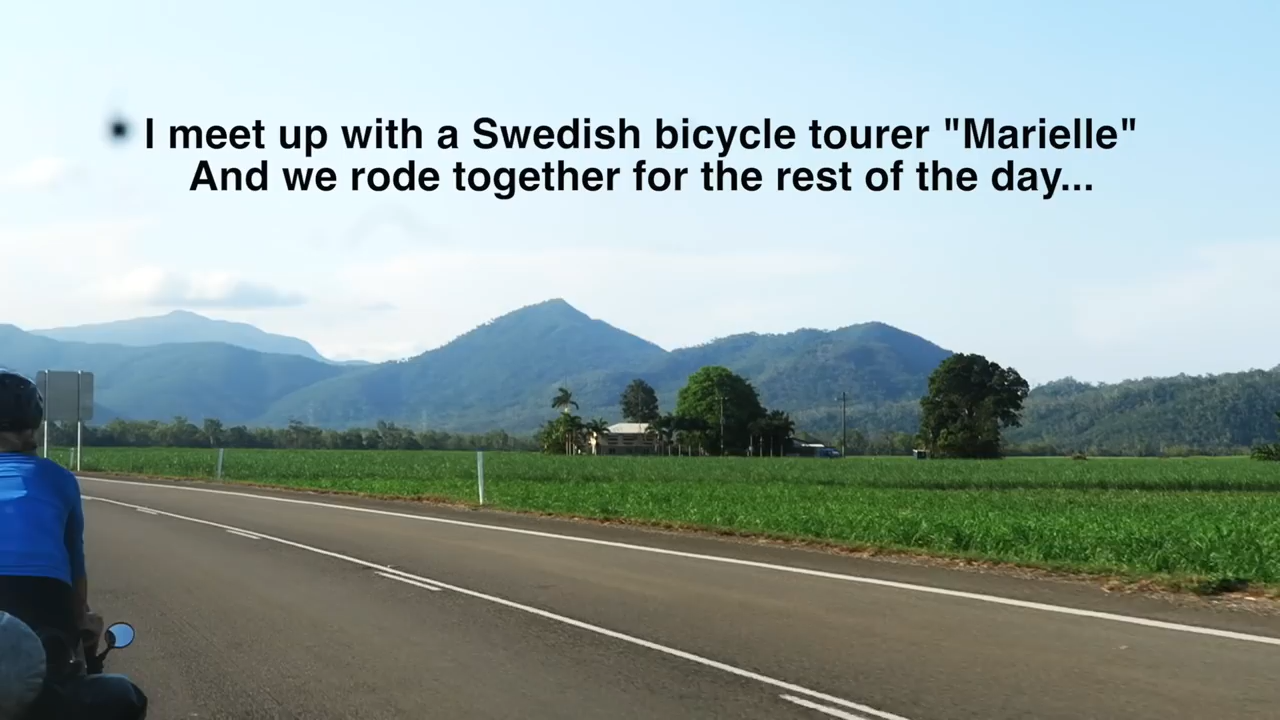 I meet up with a Swedish bicycle tourer "Marielle"
And we rode together for the rest of the day...